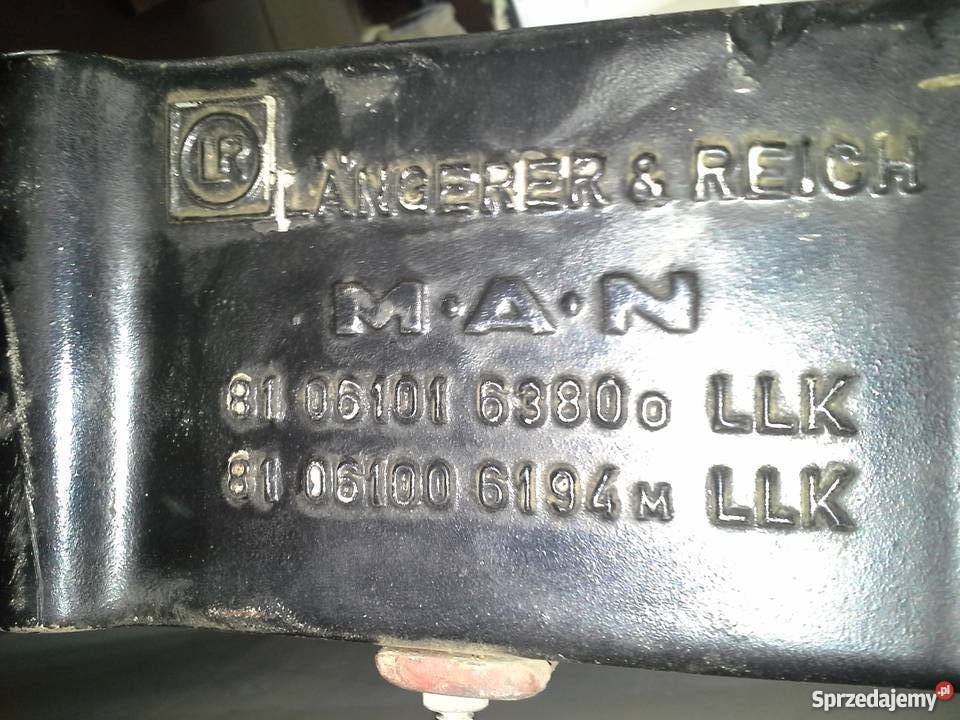 LR LÄNGERER & REICH
M·A·N
81 06101 6380 O LLK
81 06100 6194 M LLK
Sprzedajemy.pl